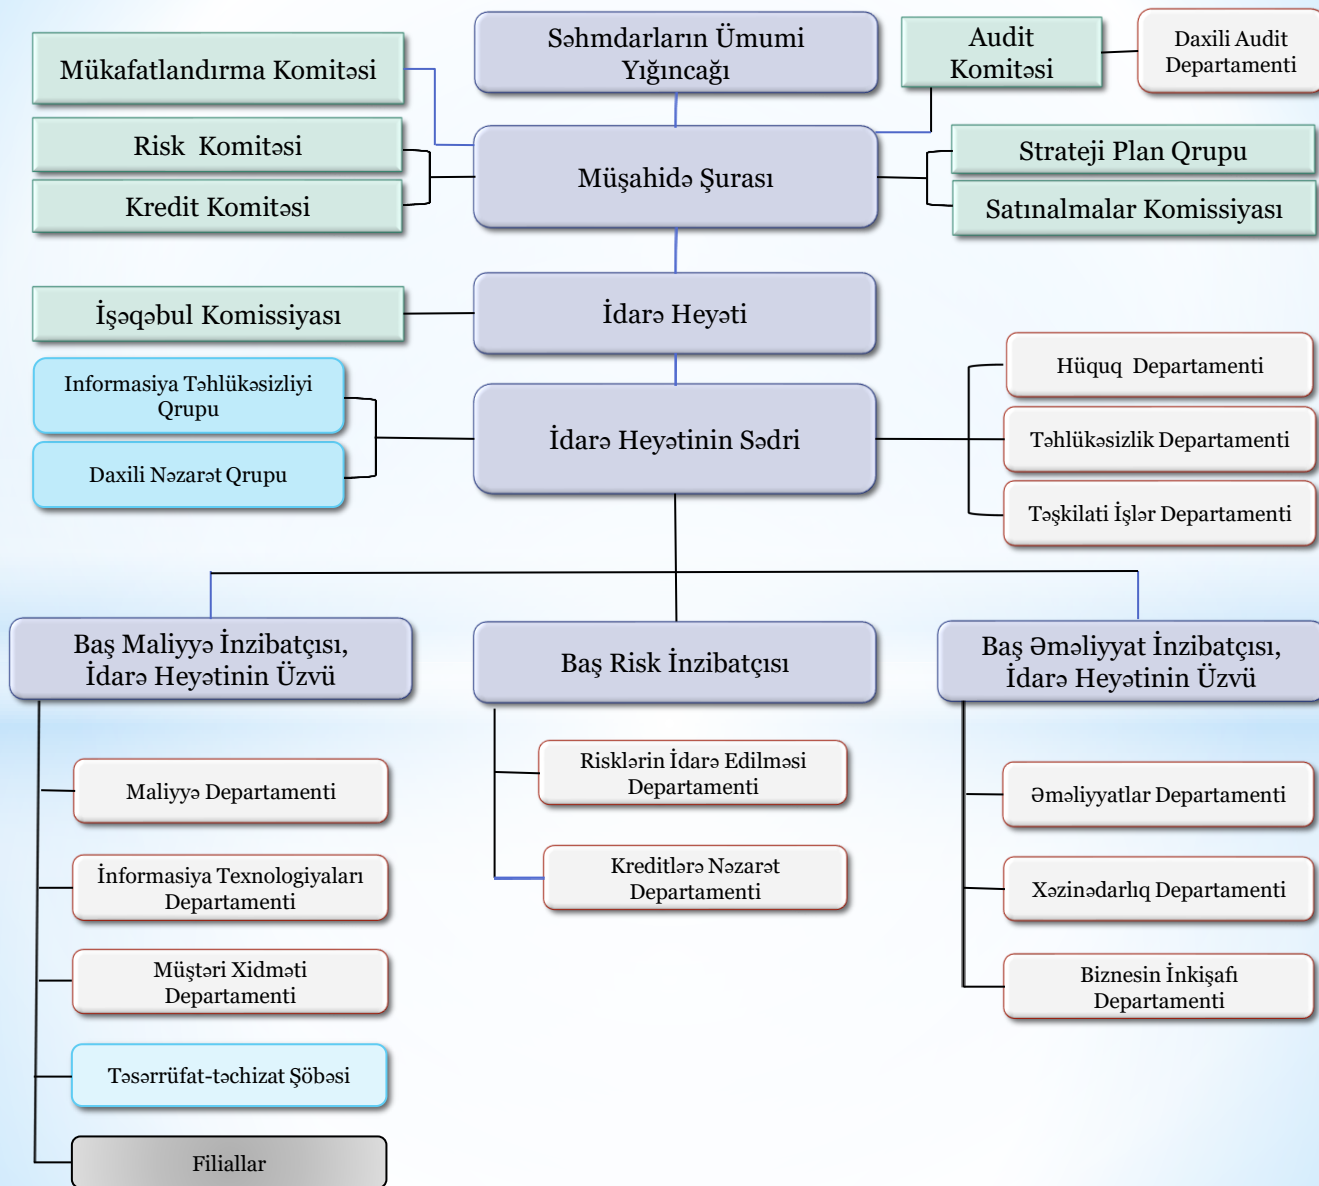 Səhmdarların Ümumi
Yığıncağı
Audit
Komitəsi
Daxili Audit
Departamenti
Mükafatlandırma Komitəsi
Risk Komitəsi
Kredit Komitəsi
Müşahidə Şurası
Strateji Plan Qrupu
Satınalmalar Komissiyası
İşəqəbul Komissiyası
İdarə Heyəti
Informasiya Təhlükəsizliyi
Qrupu
Daxili Nəzarət Qrupu
İdarə Heyətinin Sədri
Hüquq Departamenti
Təhlükəsizlik Departamenti
Təşkilati İşlər Departamenti
Baş Maliyyə İnzibatçısı,
İdarə Heyətinin Üzvü
Baş Risk İnzibatçısı
Baş Əməliyyat İnzibatçısı,
İdarə Heyətinin Üzvü
Maliyyə Departamenti
İnformasiya Texnologiyaları
Departamenti
Müştəri Xidməti
Departamenti
Təsərrüfat-təchizat Şöbəsi
Filiallar
Risklərin İdarə Edilməsi
Departamenti
Kreditlərə Nəzarət
Departamenti
Əməliyyatlar Departamenti
Xəzinədarlıq Departamenti
Biznesin İnkişafı
Departamenti